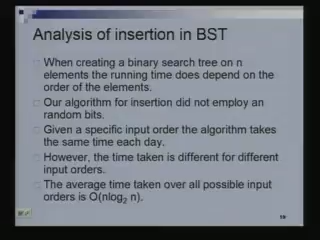 Analysis of insertion in BST
When creating a binary search tree on n
elements the running time does depend on the
order of the elements.
Our algorithm for insertion did not employ an
random bits.
Given a specific input order the algorithm takes
the same time each day.
However, the time taken is different for different
input orders.
The average time taken over all possible input
orders is O(nlog₂ n).